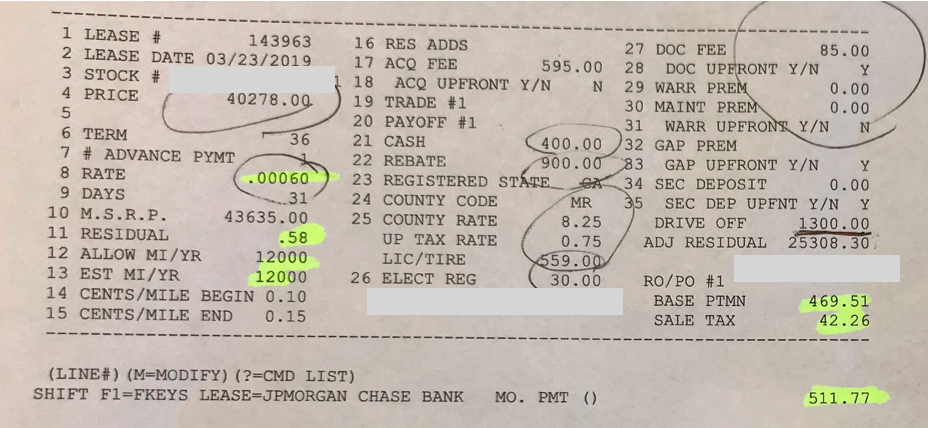 1 LEASE # 143963
2 LEASE DATE 03/23/2019
3 STOCK # 1
4 PRICE 40278.00
5
6 TERM 36
7 # ADVANCE PYMT 1
8 RATE .00060
9 DAYS 31
10 M.S.R.P. 43635.00
11 RESIDUAL .58
12 ALLOW MI/YR 12000
13 EST MI/YR 12000
14 CENTS/MILE BEGIN 0.10
15 CENTS/MILE END 0.15
16 RES ADDS
17 ACQ FEE 595.00
18 ACQ UPFRONT Y/N N
19 TRADE #1
20 PAYOFF #1
21 CASH 400.00
22 REBATE 900.00
23 REGISTERED STATE CA
24 COUNTY CODE MR
25 COUNTY RATE 8.25
UP TAX RATE 0.75
LIC/TIRE 559.00
26 ELECT REG 30.00
27 DOC FEE 85.00
28 DOC UPFRONT Y/N Y
29 WARR PREM 0.00
30 MAINT PREM 0.00
31 WARR UPFRONT Y/N N
32 GAP PREM
33 GAP UPFRONT Y/N Y
34 SEC DEPOSIT 0.00
35 SEC DEP UPFNT Y/N Y
DRIVE OFF 1300.00
ADJ RESIDUAL 25308.30
RO/PO #1
BASE PTMN 469.51
SALE TAX 42.26
(LINE#) (M=MODIFY) (?=CMD LIST)
SHIFT F1=FKEYS LEASE=JPMORGAN CHASE BANK MO. PMT () 511.77